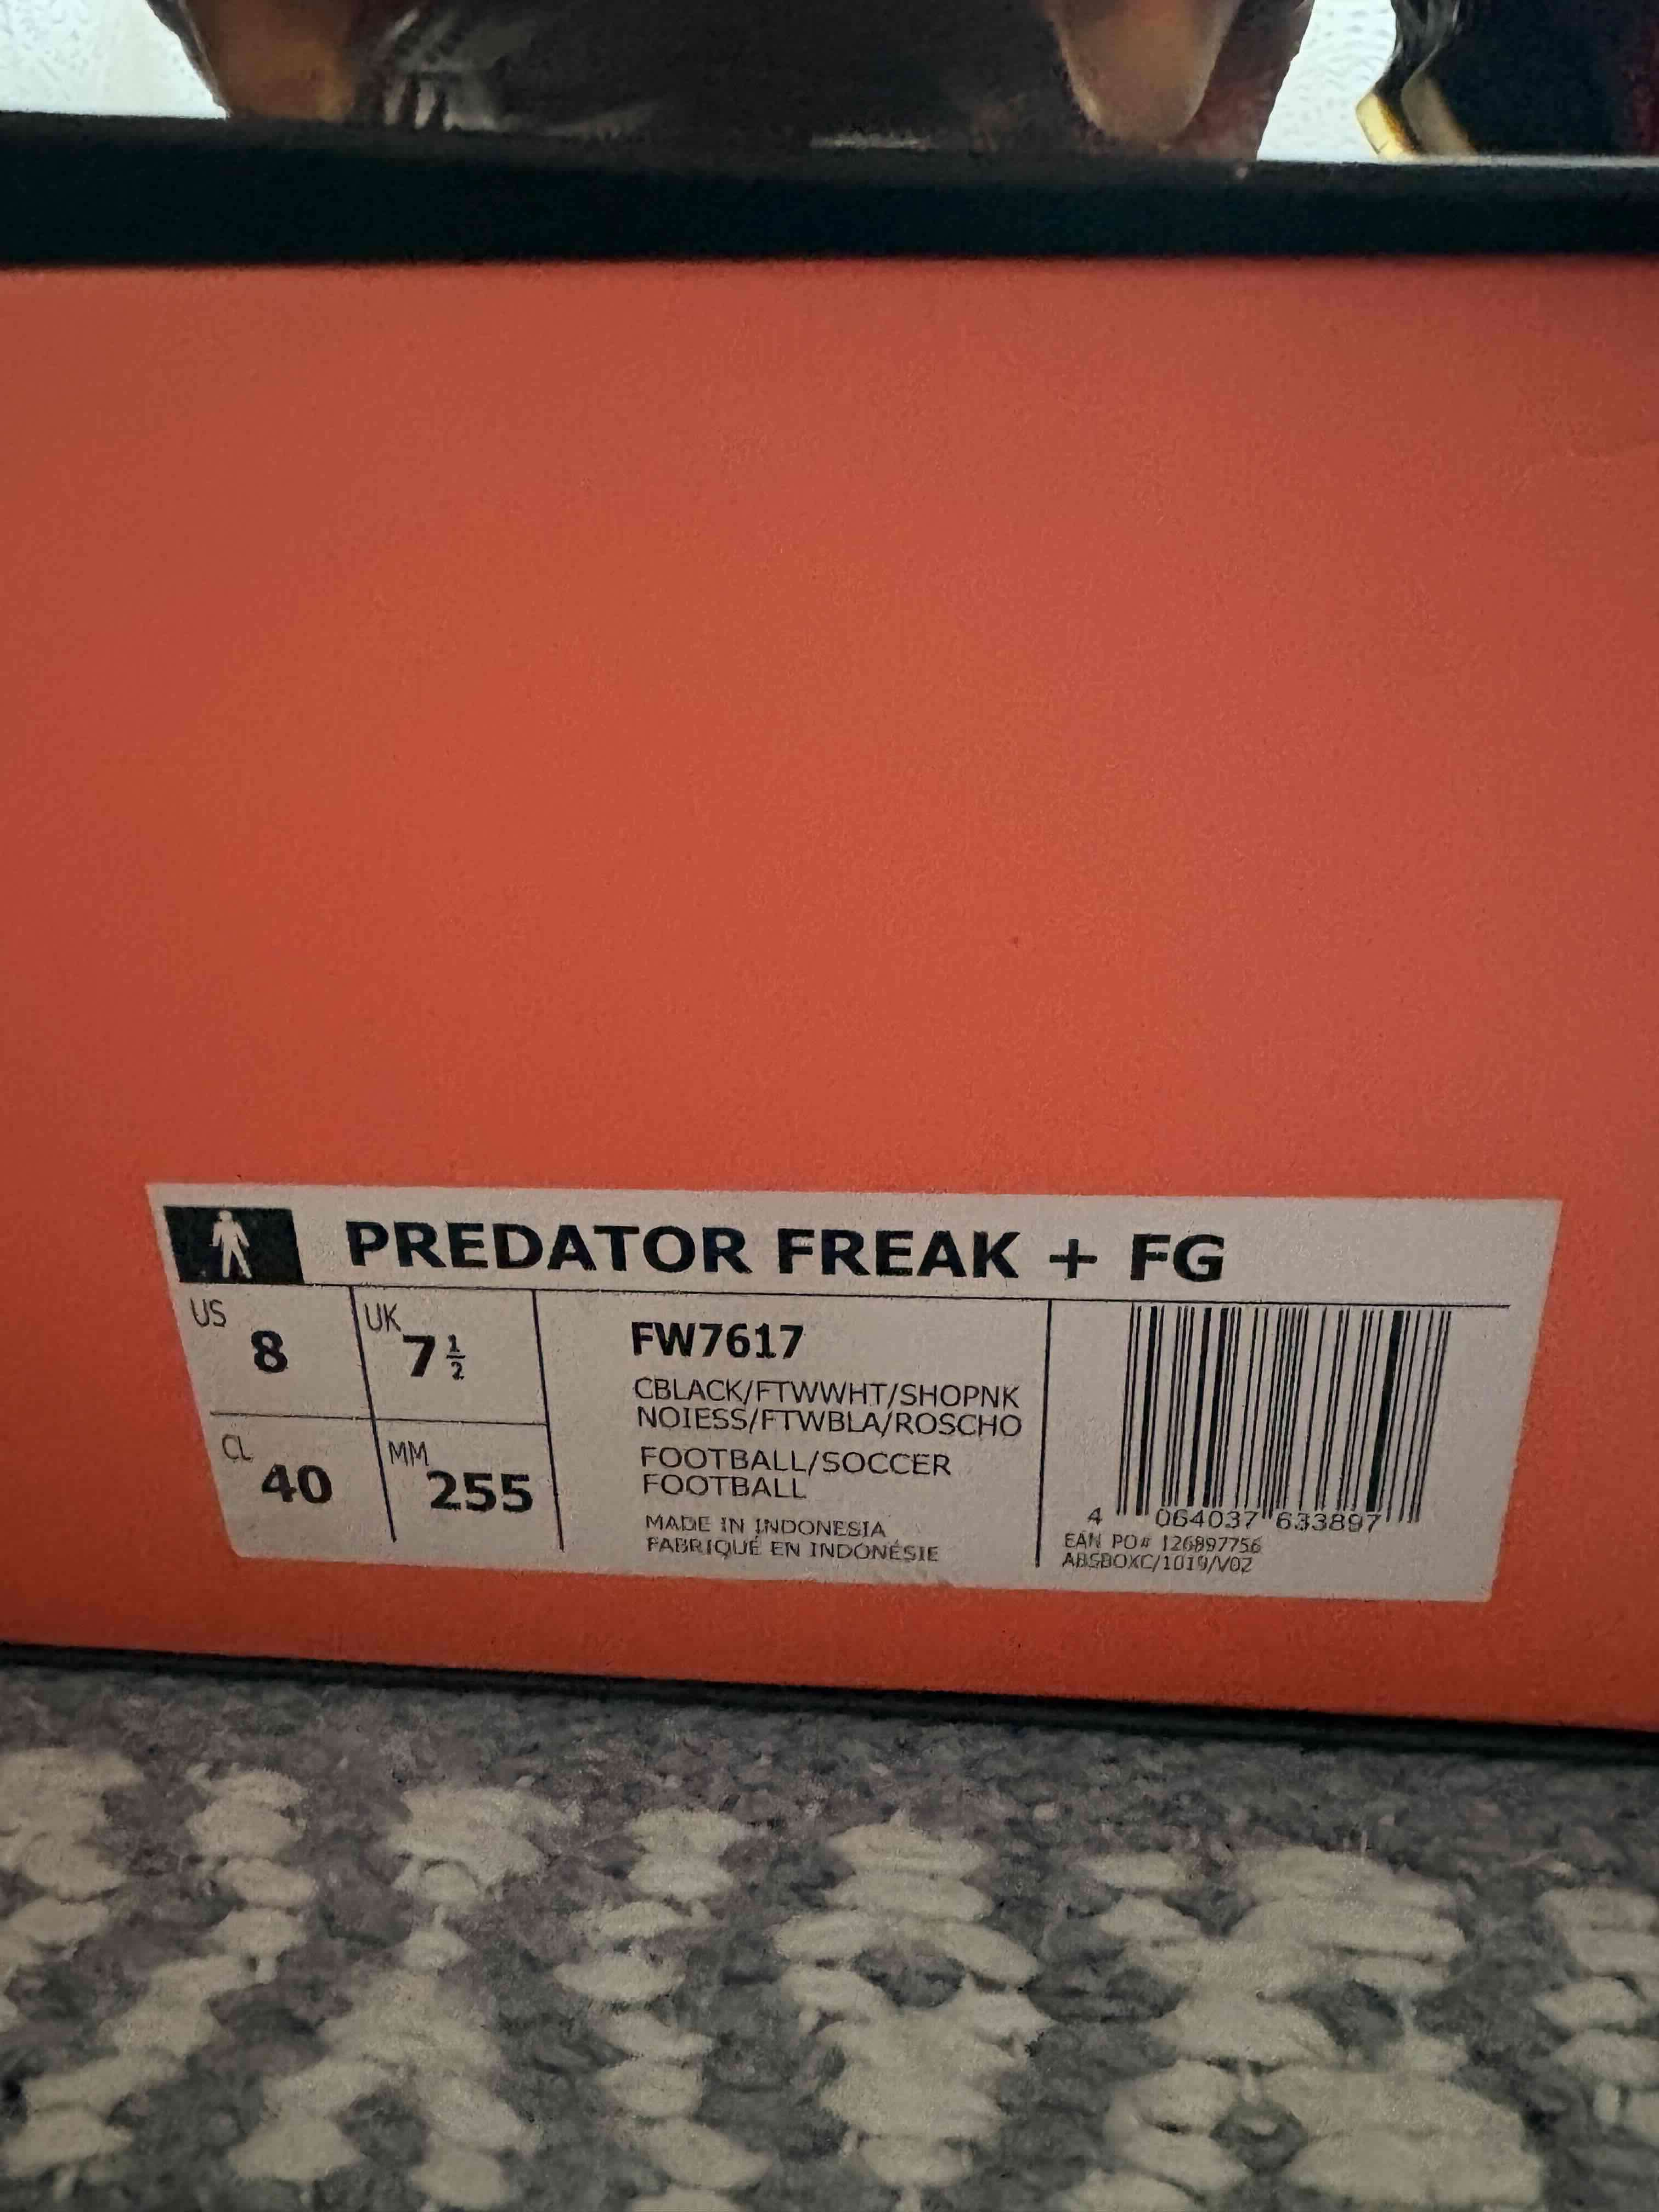 PREDATOR FREAK + FG
US 8
UK 7 1/2
CL 40
MM 255
FW7617
CBLACK/FTWWHT/SHOPNK
NOIESS/FTWBLA/ROSCHO
FOOTBALL/SOCCER
FOOTBALL
MADE IN INDONESIA
FABRIQUÉ EN INDONÉSIE
4 064037 633897
EAN PO# 126897756
ABSBOXC/1019/V02